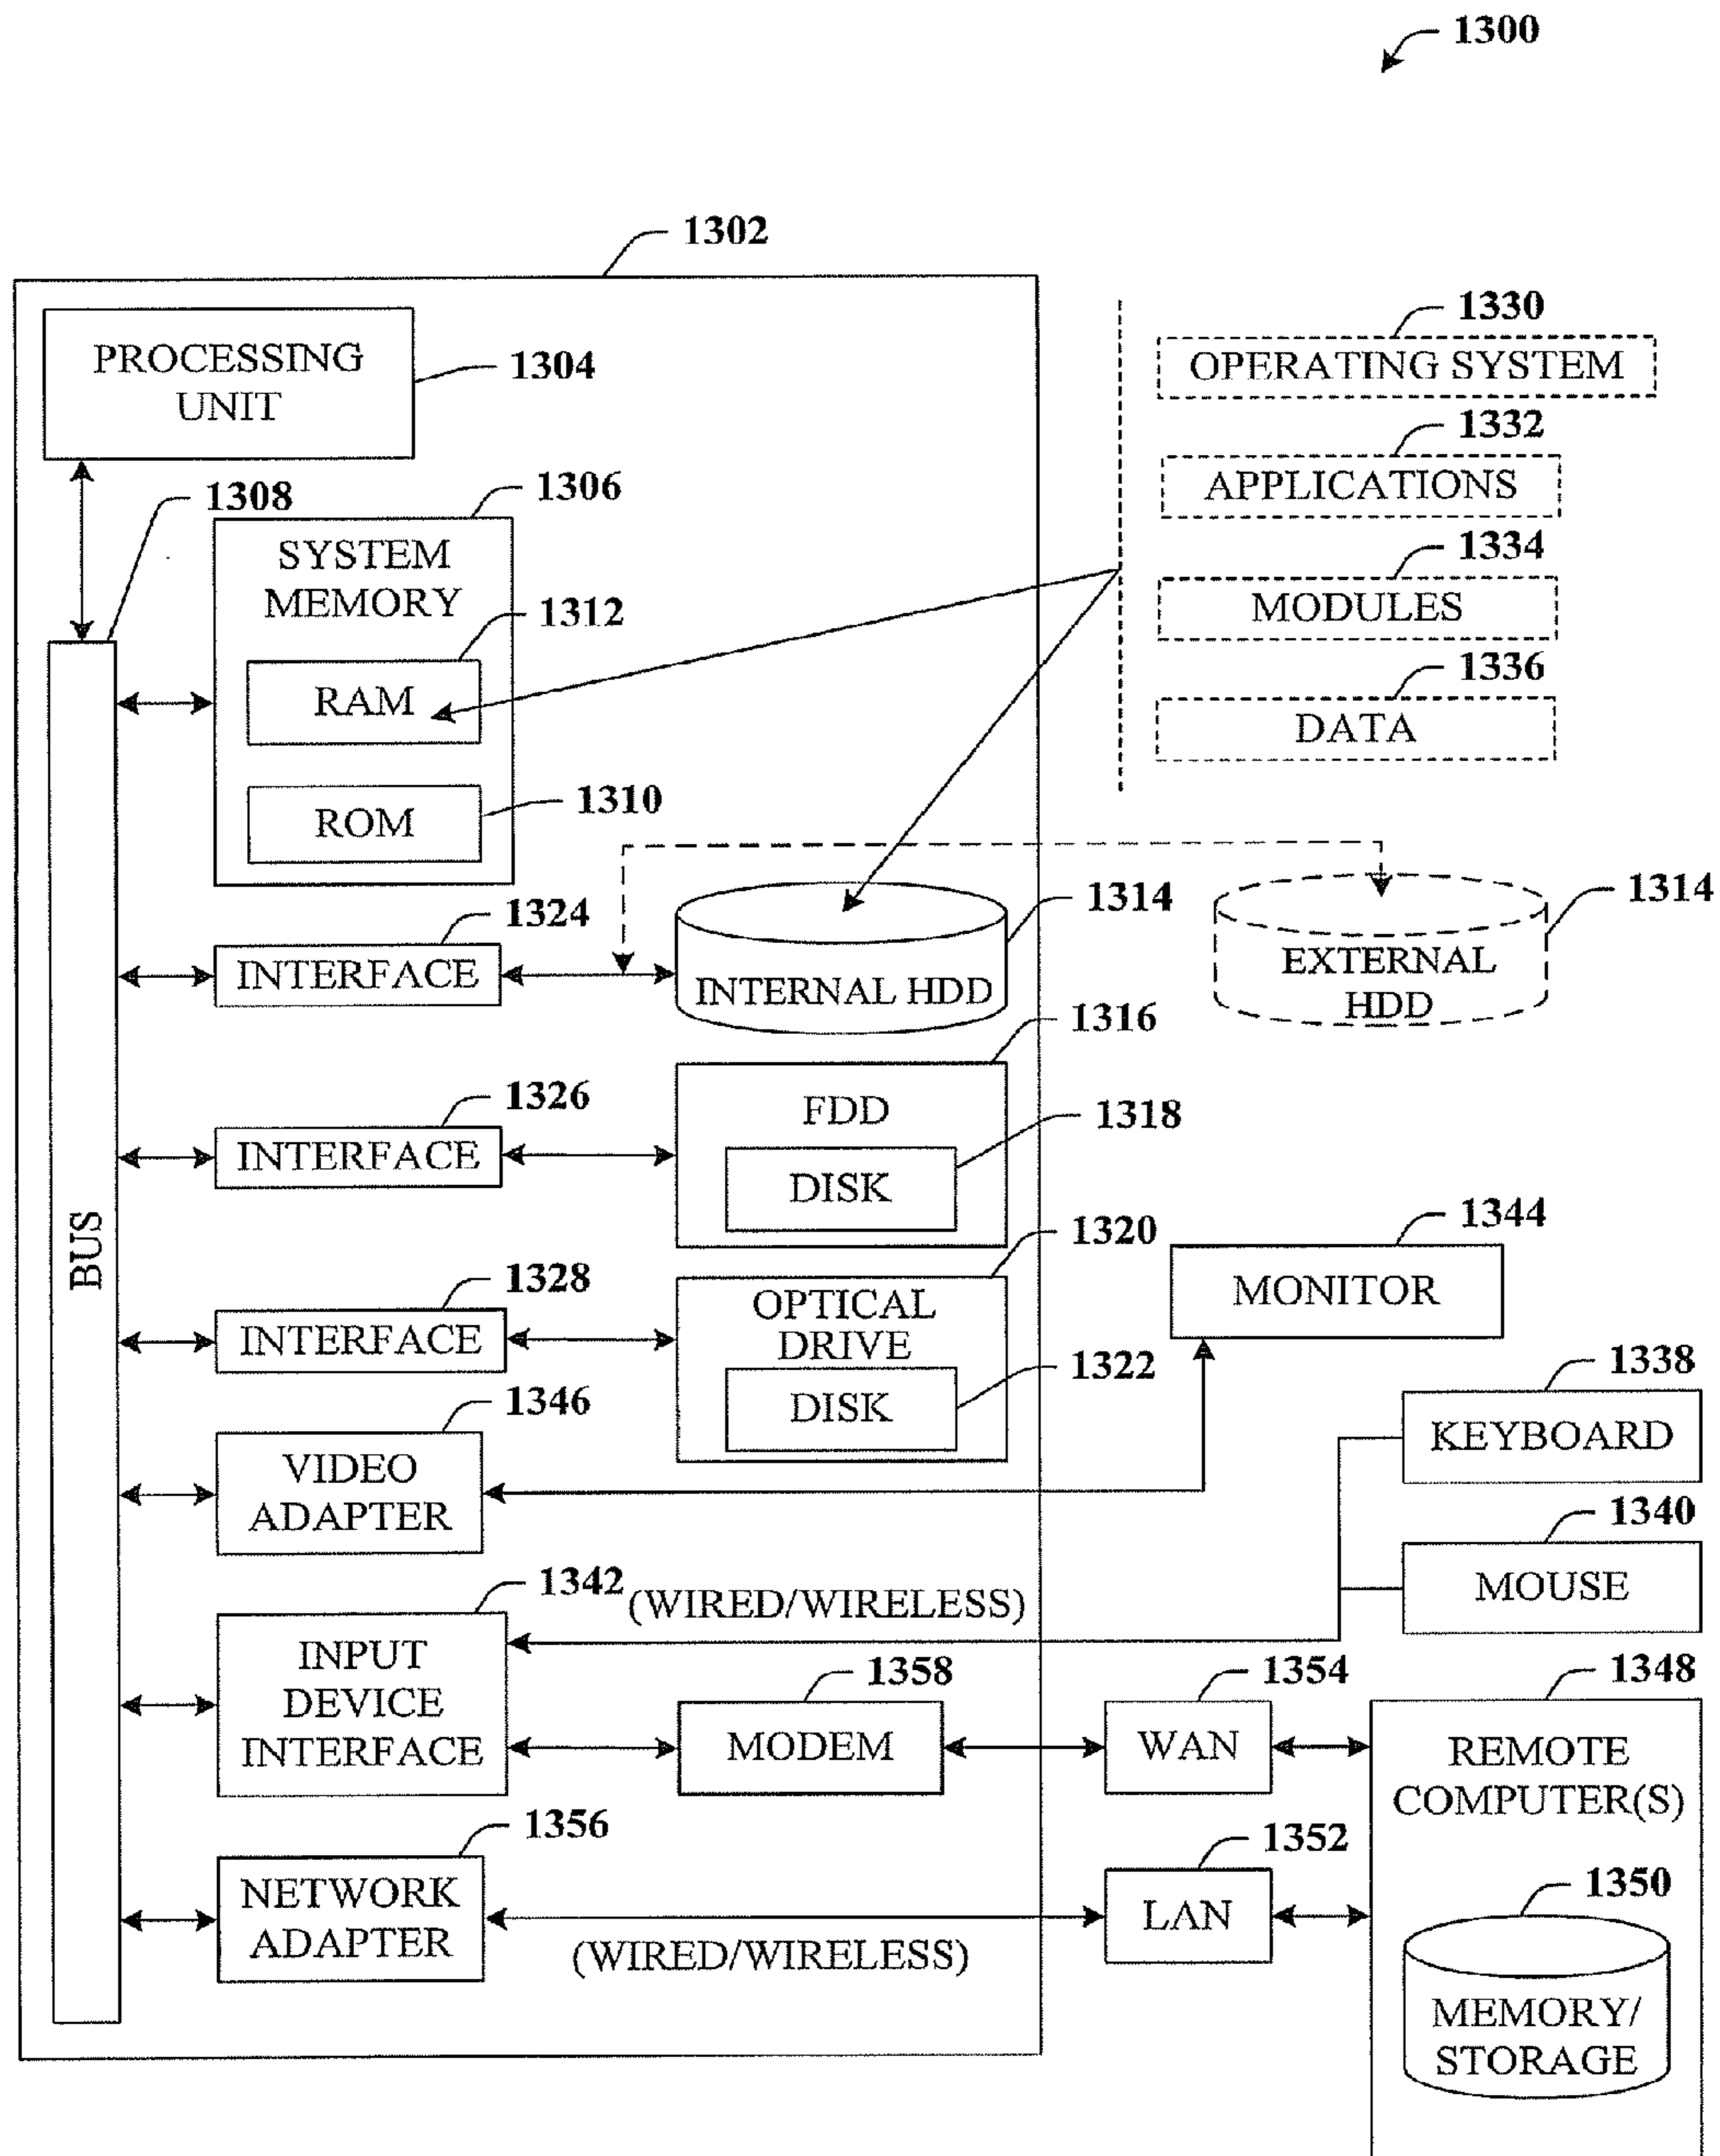 1300
1302
PROCESSING
UNIT
1304
1308
1306
SYSTEM
MEMORY
1312
RAM
1310
ROM
1330
OPERATING SYSTEM
1332
APPLICATIONS
1334
MODULES
1336
DATA
BUS
1324
INTERFACE
1314
INTERNAL HDD
1314
EXTERNAL
HDD
1326
INTERFACE
1316
FDD
1318
DISK
1328
INTERFACE
1320
OPTICAL
DRIVE
1322
DISK
1344
MONITOR
1346
VIDEO
ADAPTER
1338
KEYBOARD
1340
MOUSE
1342
(WIRED/WIRELESS)
INPUT
DEVICE
INTERFACE
1358
MODEM
1354
WAN
1348
REMOTE
COMPUTER(S)
1356
NETWORK
ADAPTER
(WIRED/WIRELESS)
1352
LAN
1350
MEMORY/
STORAGE